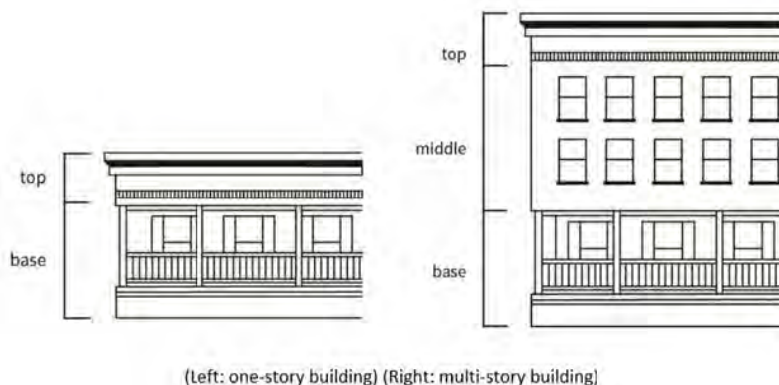 top
base
top
middle
base
(Left: one-story building) (Right: multi-story building)